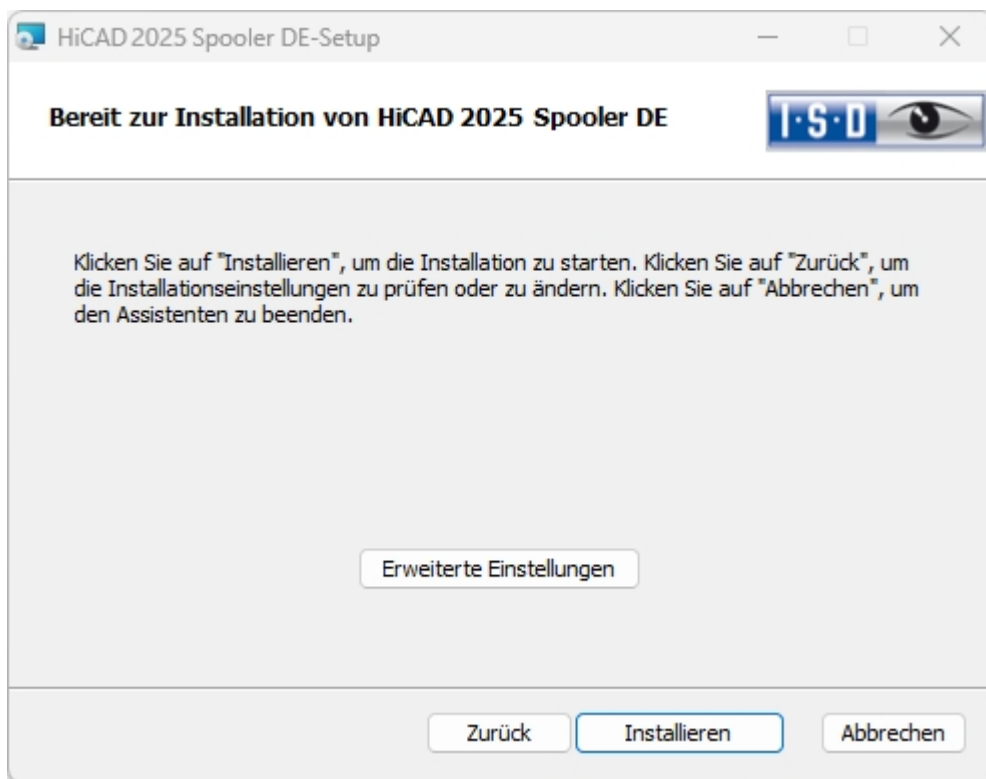 HiCAD 2025 Spooler DE-Setup
Bereit zur Installation von HiCAD 2025 Spooler DE
I·S·D
Klicken Sie auf "Installieren", um die Installation zu starten. Klicken Sie auf "Zurück", um
die Installationseinstellungen zu prüfen oder zu ändern. Klicken Sie auf "Abbrechen", um
den Assistenten zu beenden.
Erweiterte Einstellungen
Zurück Installieren Abbrechen